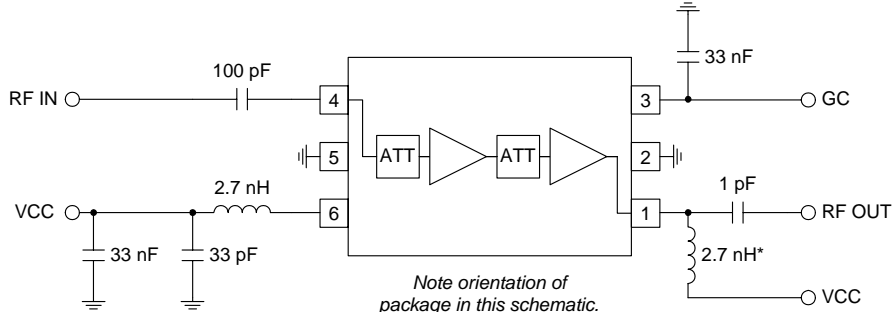 33 nF
100 pF
RF IN
4
3
GC
ATT
ATT
5
2
2.7 nH
1 pF
VCC
6
1
RF OUT
33 nF
33 pF
2.7 nH*
Note orientation of
package in this schematic.
VCC